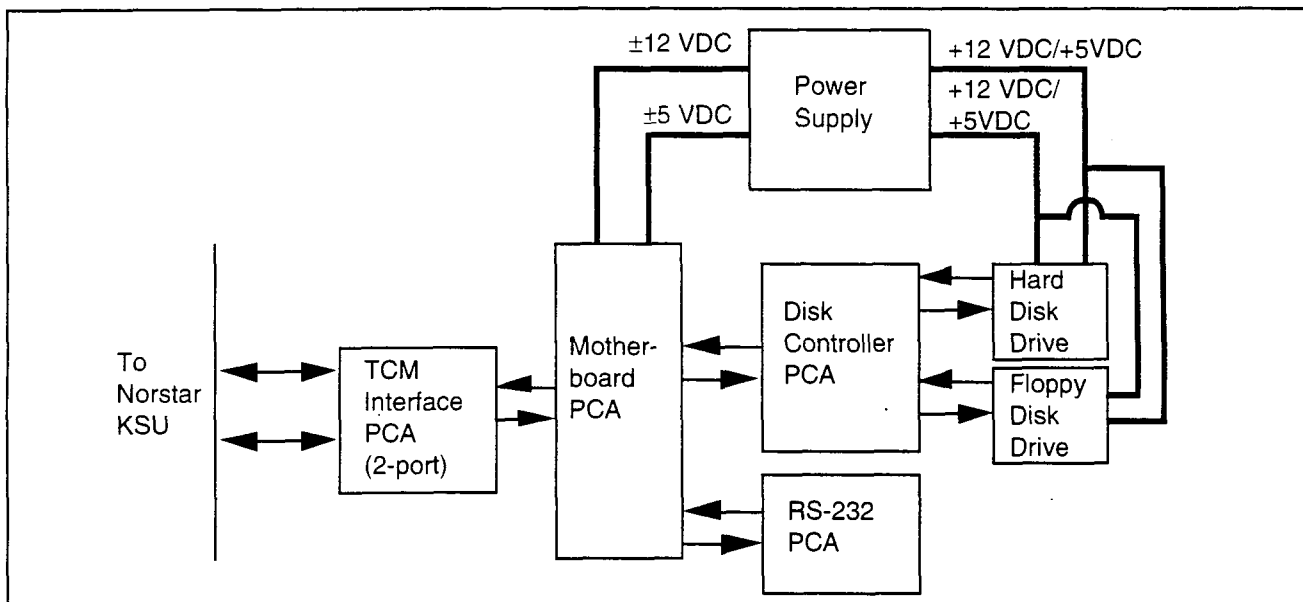 ±12 VDC
±5 VDC
Power
Supply
+12 VDC/+5VDC
+12 VDC/
+5VDC
To
Norstar
KSU
TCM
Interface
PCA
(2-port)
Mother-
board
PCA
Disk
Controller
PCA
Hard
Disk
Drive
Floppy
Disk
Drive
RS-232
PCA